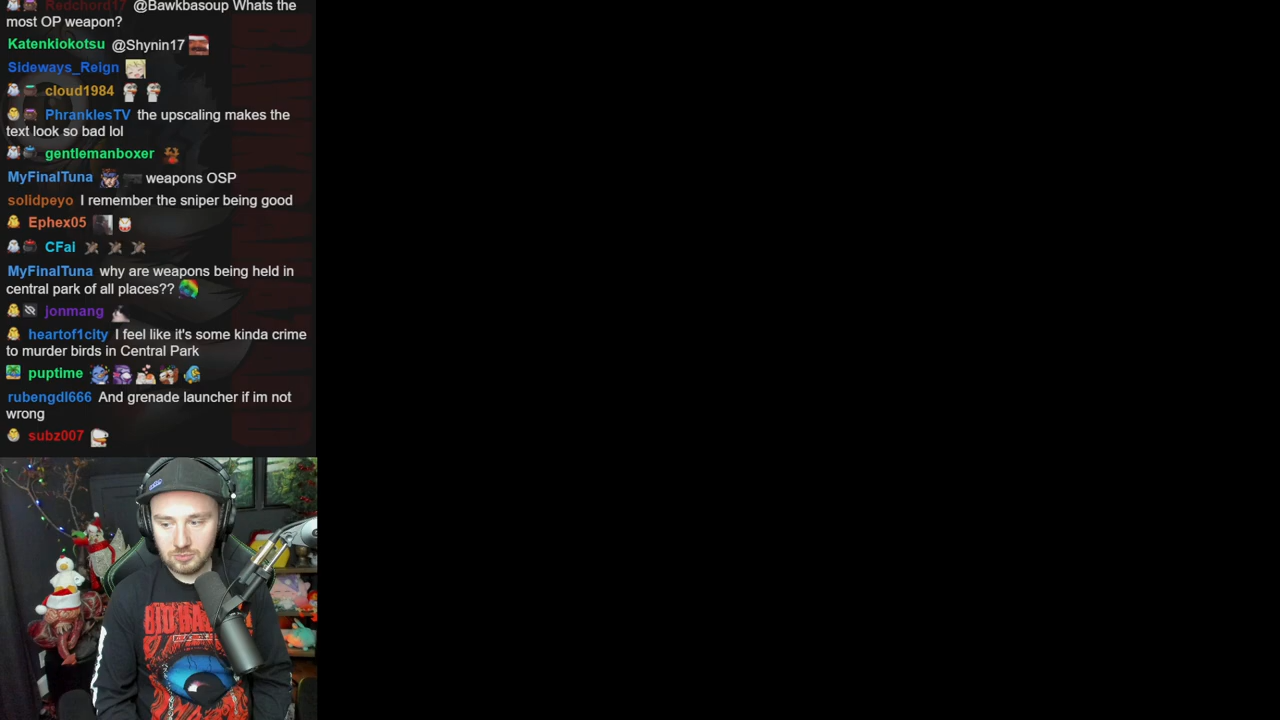 Redchord17 @Bawkbasoup Whats the
most OP weapon?
Katenkiokotsu @Shynin17
Sideways_Reign
cloud1984
PhranklesTV the upscaling makes the
text look so bad lol
gentlemanboxer
MyFinalTuna weapons OSP
solidpeyo I remember the sniper being good
Ephex05
CFai
MyFinalTuna why are weapons being held in
central park of all places??
jonmang
heartof1city I feel like it's some kinda crime
to murder birds in Central Park
puptime
rubengdl666 And grenade launcher if im not
wrong
subz007